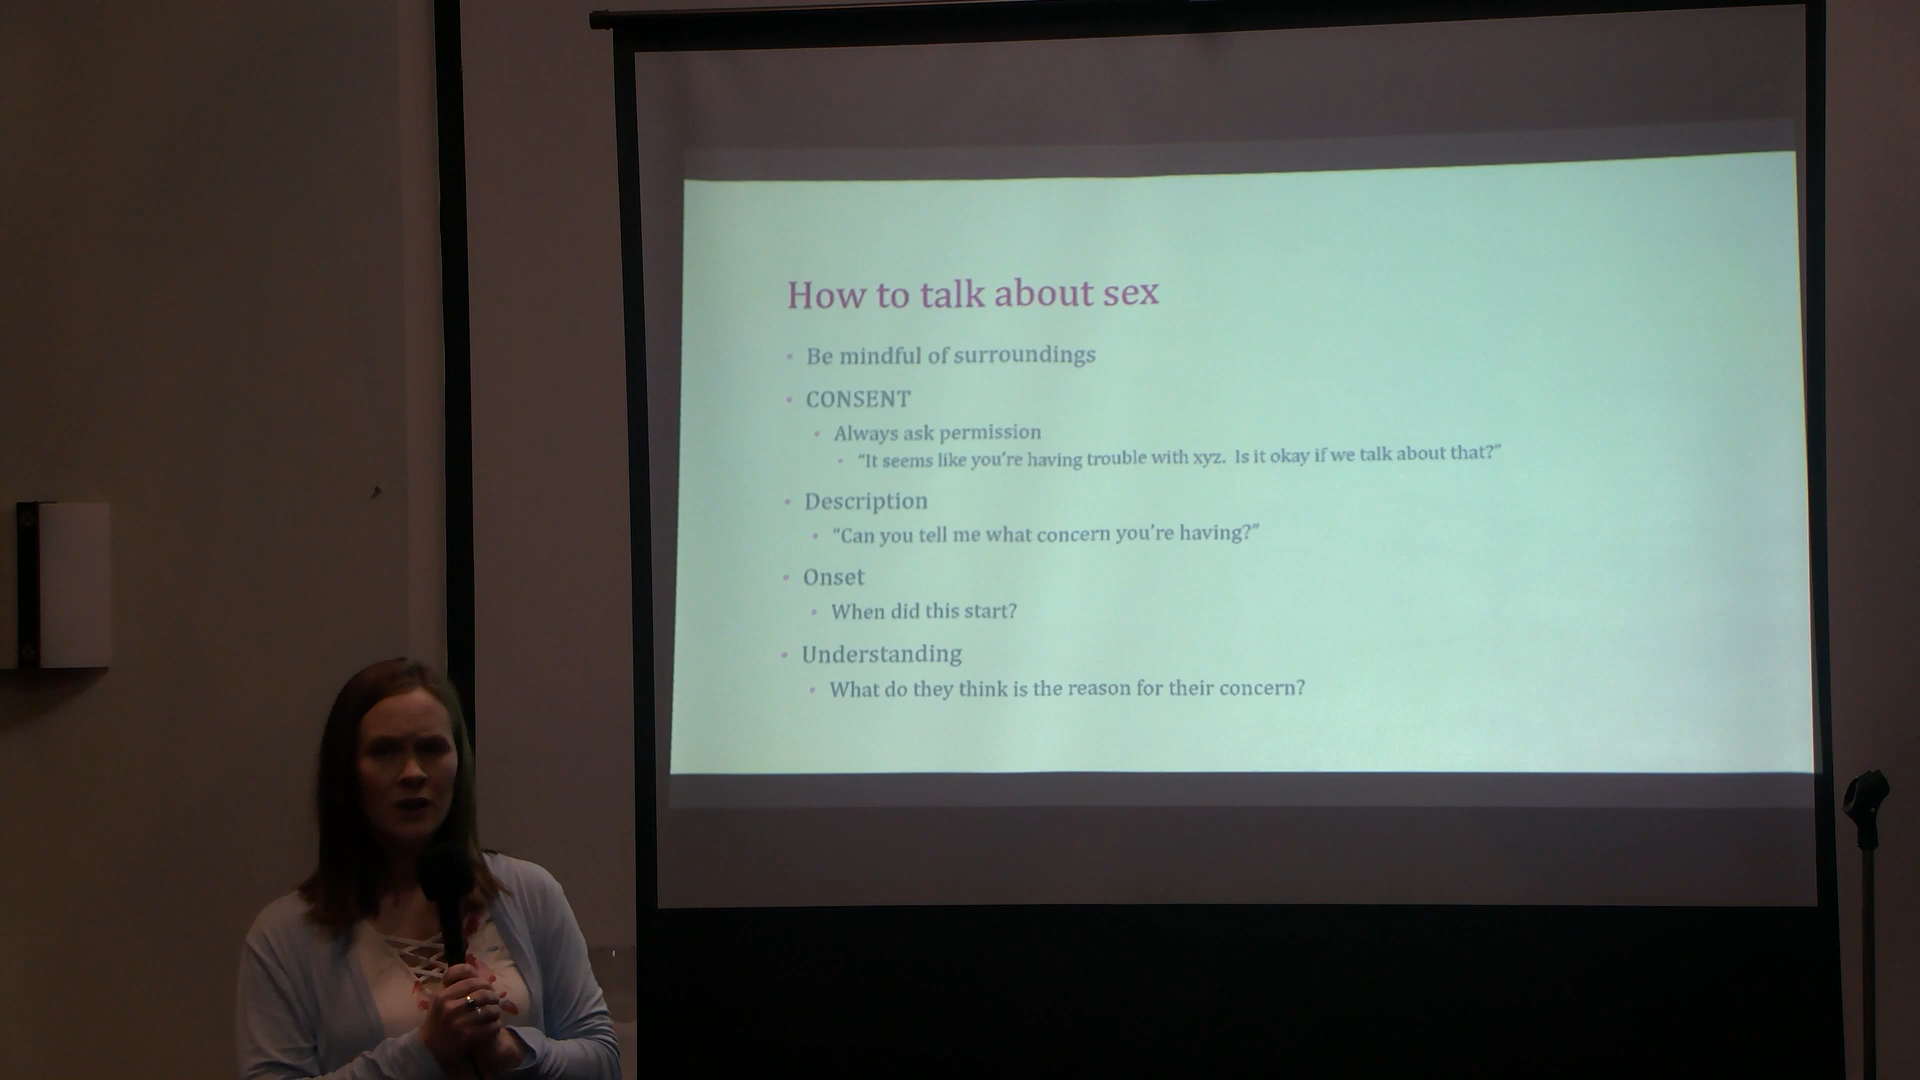 How to talk about sex
• Be mindful of surroundings
• CONSENT
• Always ask permission
• “It seems like you’re having trouble with xyz.  Is it okay if we talk about that?”
• Description
• “Can you tell me what concern you’re having?”
• Onset
• When did this start?
• Understanding
• What do they think is the reason for their concern?